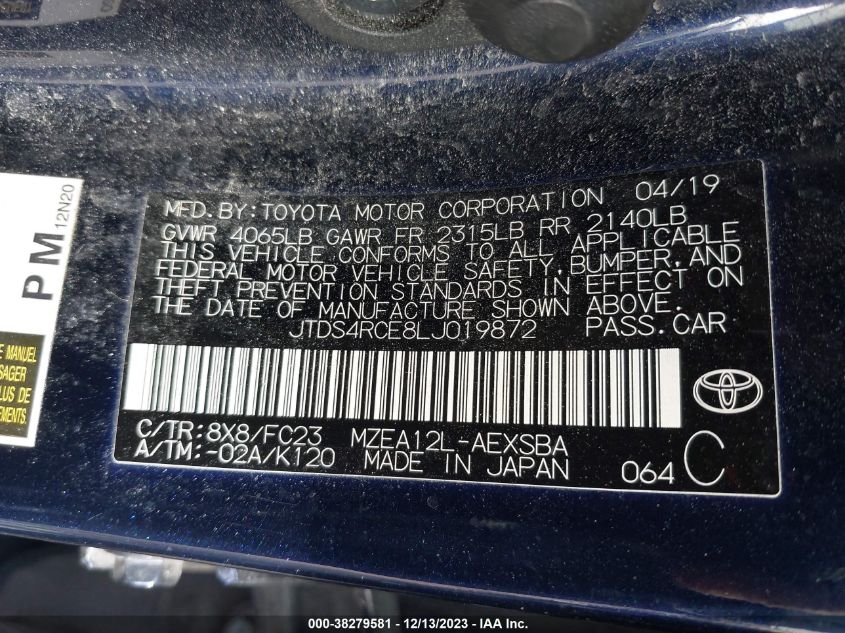 MFD.BY:TOYOTA MOTOR CORPORATION 04/19
GVWR 4065LB GAWR FR 2315LB RR 2140LB
THIS VEHICLE CONFORMS TO ALL APPLICABLE
FEDERAL MOTOR VEHICLE SAFETY,BUMPER,AND
THEFT PREVENTION STANDARDS IN EFFECT ON
THE DATE OF MANUFACTURE SHOWN ABOVE.
JTDS4RCE8LJ019872 PASS.CAR
C/TR:8X8/FC23 MZEA12L-AEXSBA
A/TM:-02A/K120 MADE IN JAPAN 064 C
PM 12N20
E MANUEL
SAGER
LUS DE
EMENTS.
000-38279581 - 12/13/2023 - IAA Inc.